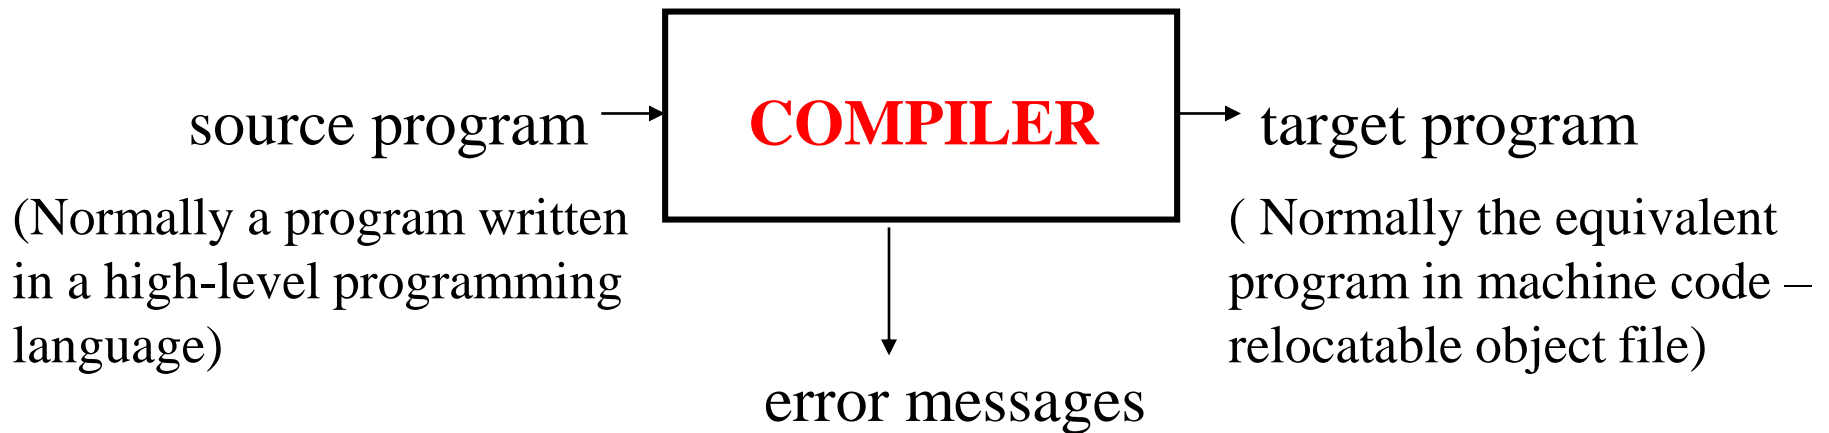 source program
COMPILER
target program
(Normally a program written
in a high-level programming
language)
( Normally the equivalent
program in machine code –
relocatable object file)
error messages